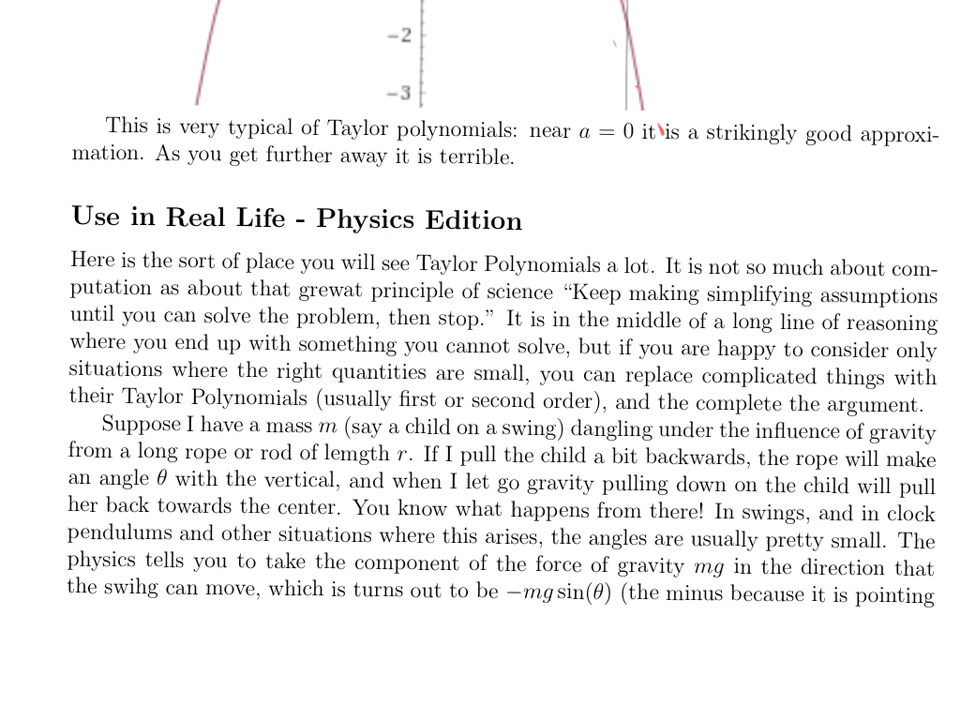 -2
-3
This is very typical of Taylor polynomials: near a = 0 it is a strikingly good approxi-
mation. As you get further away it is terrible.
Use in Real Life - Physics Edition
Here is the sort of place you will see Taylor Polynomials a lot. It is not so much about com-
putation as about that grewat principle of science “Keep making simplifying assumptions
until you can solve the problem, then stop.” It is in the middle of a long line of reasoning
where you end up with something you cannot solve, but if you are happy to consider only
situations where the right quantities are small, you can replace complicated things with
their Taylor Polynomials (usually first or second order), and the complete the argument.
Suppose I have a mass m (say a child on a swing) dangling under the influence of gravity
from a long rope or rod of lemgth r. If I pull the child a bit backwards, the rope will make
an angle θ with the vertical, and when I let go gravity pulling down on the child will pull
her back towards the center. You know what happens from there! In swings, and in clock
pendulums and other situations where this arises, the angles are usually pretty small. The
physics tells you to take the component of the force of gravity mg in the direction that
the swihg can move, which is turns out to be −mg sin(θ) (the minus because it is pointing